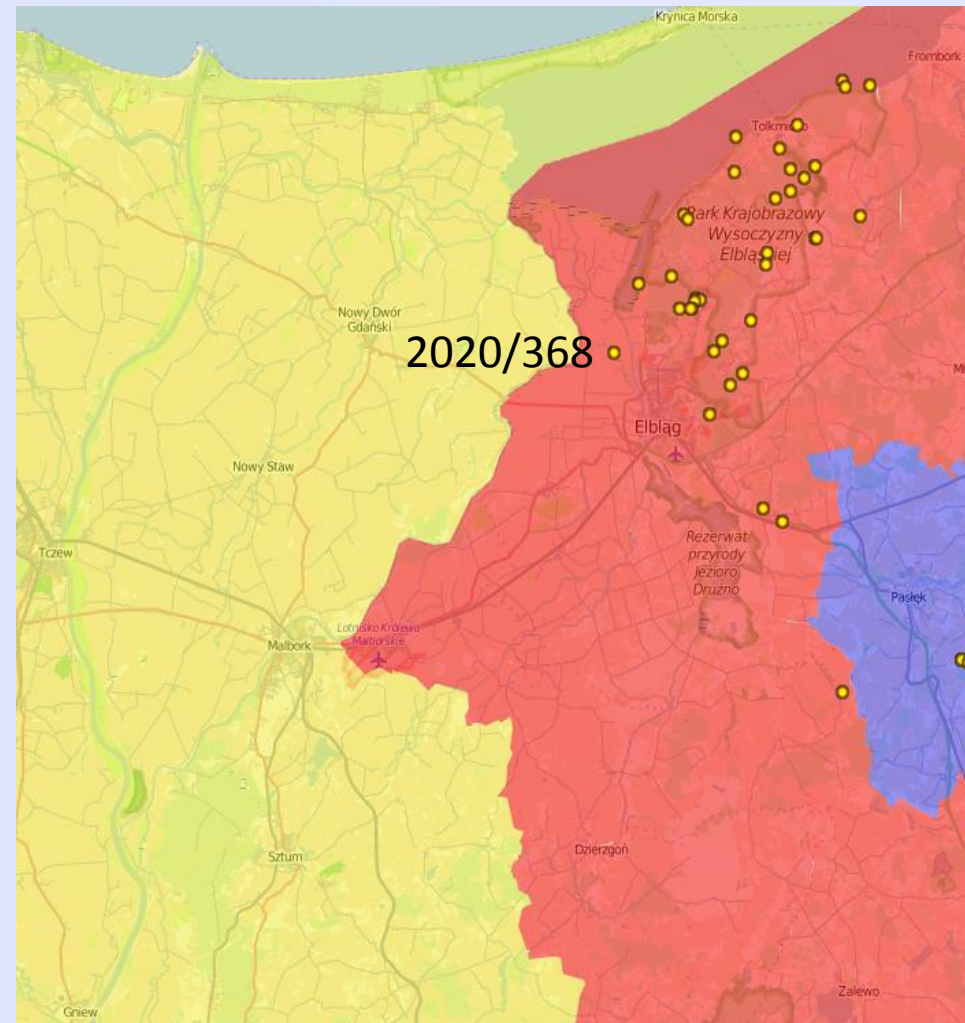 Krynica Morska
Frombork
Tolkmicko
Park Krajobrazowy
Wysoczyzny
Elbląskiej
Nowy Dwór
Gdański
2020/368
Elbląg
Nowy Staw
Tczew
Rezerwat
przyrody
Jezioro
Drużno
Pasłęk
Lotnisko Królewo
Malborskie
Malbork
Dzierzgoń
Sztum
Zalewo
Gniew